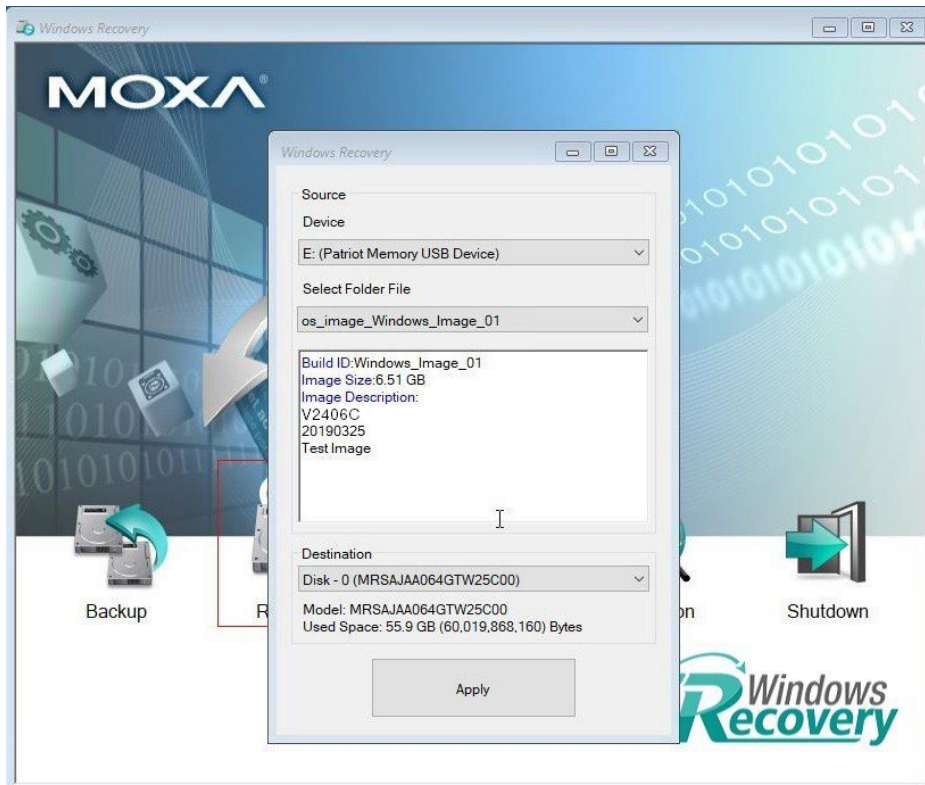 Windows Recovery
MOXA®
Windows Recovery
Source
Device
E: (Patriot Memory USB Device)
Select Folder File
os_image_Windows_Image_01
Build ID:Windows_Image_01
Image Size:6.51 GB
Image Description:
V2406C
20190325
Test Image
Destination
Disk - 0 (MRSAJAA064GTW25C00)
Model: MRSAJAA064GTW25C00
Used Space: 55.9 GB (60,019,868,160) Bytes
Apply
Backup
Shutdown
Windows
Recovery